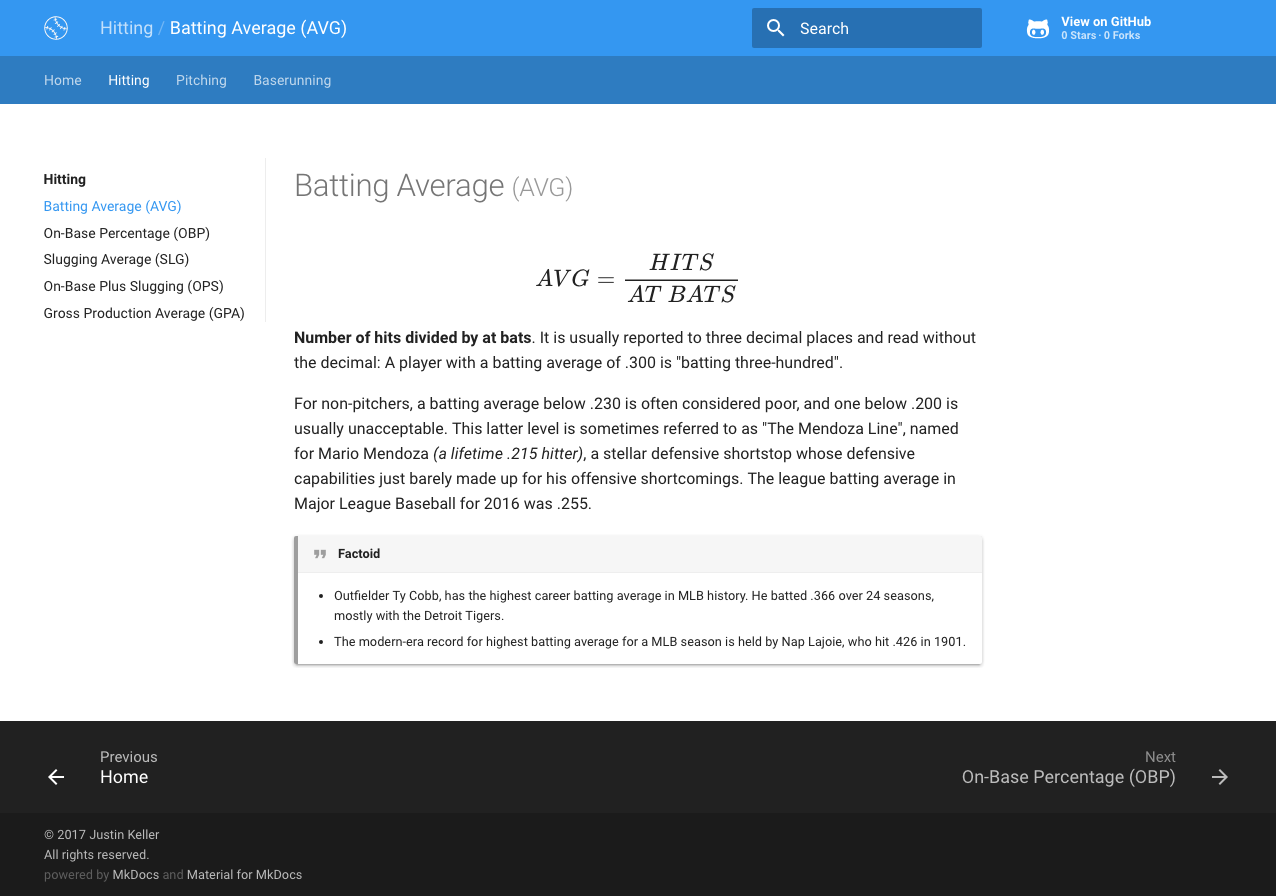 Hitting / Batting Average (AVG)
Search
View on GitHub
0 Stars · 0 Forks
Home Hitting Pitching Baserunning
Hitting
Batting Average (AVG)
On-Base Percentage (OBP)
Slugging Average (SLG)
On-Base Plus Slugging (OPS)
Gross Production Average (GPA)
Batting Average (AVG)
AVG = HITS / AT BATS
Number of hits divided by at bats. It is usually reported to three decimal places and read without
the decimal: A player with a batting average of .300 is "batting three-hundred".
For non-pitchers, a batting average below .230 is often considered poor, and one below .200 is
usually unacceptable. This latter level is sometimes referred to as "The Mendoza Line", named
for Mario Mendoza (a lifetime .215 hitter), a stellar defensive shortstop whose defensive
capabilities just barely made up for his offensive shortcomings. The league batting average in
Major League Baseball for 2016 was .255.
Factoid
• Outfielder Ty Cobb, has the highest career batting average in MLB history. He batted .366 over 24 seasons,
mostly with the Detroit Tigers.
• The modern-era record for highest batting average for a MLB season is held by Nap Lajoie, who hit .426 in 1901.
Previous
Home
Next
On-Base Percentage (OBP)
© 2017 Justin Keller
All rights reserved.
powered by MkDocs and Material for MkDocs